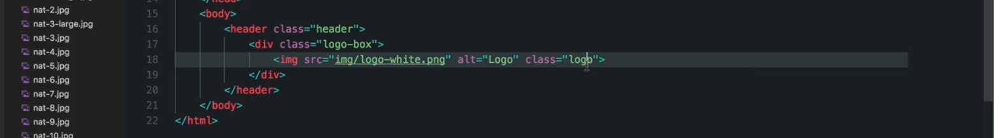 nat-2.jpg
nat-3-large.jpg
nat-3.jpg
nat-4.jpg
nat-5.jpg
nat-6.jpg
nat-7.jpg
nat-8.jpg
nat-9.jpg
nat-10.jpg
15 <body>
16 <header class="header">
17 <div class="logo-box">
18 <img src="img/logo-white.png" alt="Logo" class="logo">
19 </div>
20 </header>
21 </body>
22 </html>